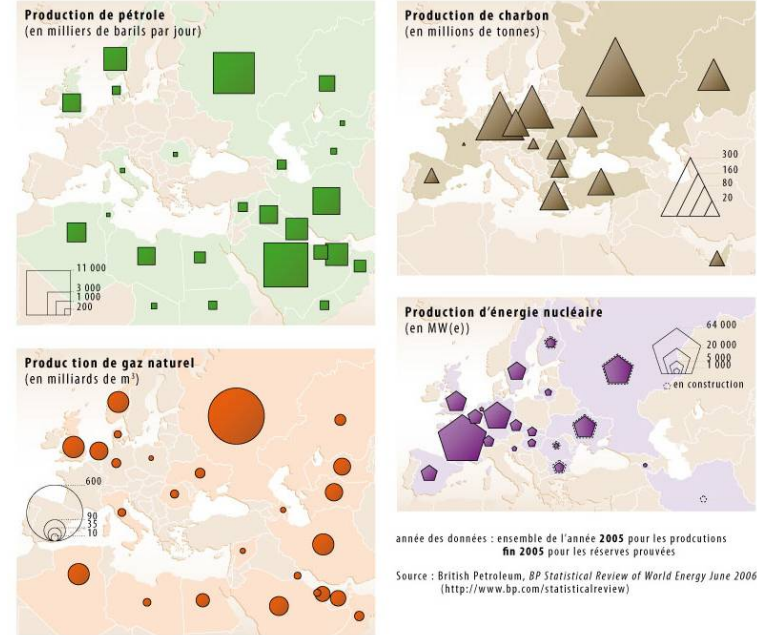 Production de pétrole
(en milliers de barils par jour)
11 000
3 000
1 000
200
Production de charbon
(en millions de tonnes)
300
160
80
20
Produc tion de gaz naturel
(en milliards de m³)
600
90
35
10
Production d'énergie nucléaire
(en MW(e))
64 000
20 000
5 000
1 000
en construction
année des données : ensemble de l'année 2005 pour les prodcutions
fin 2005 pour les réserves prouvées
Source : British Petroleum, BP Statistical Review of World Energy June 2006
(http://www.bp.com/statisticalreview)